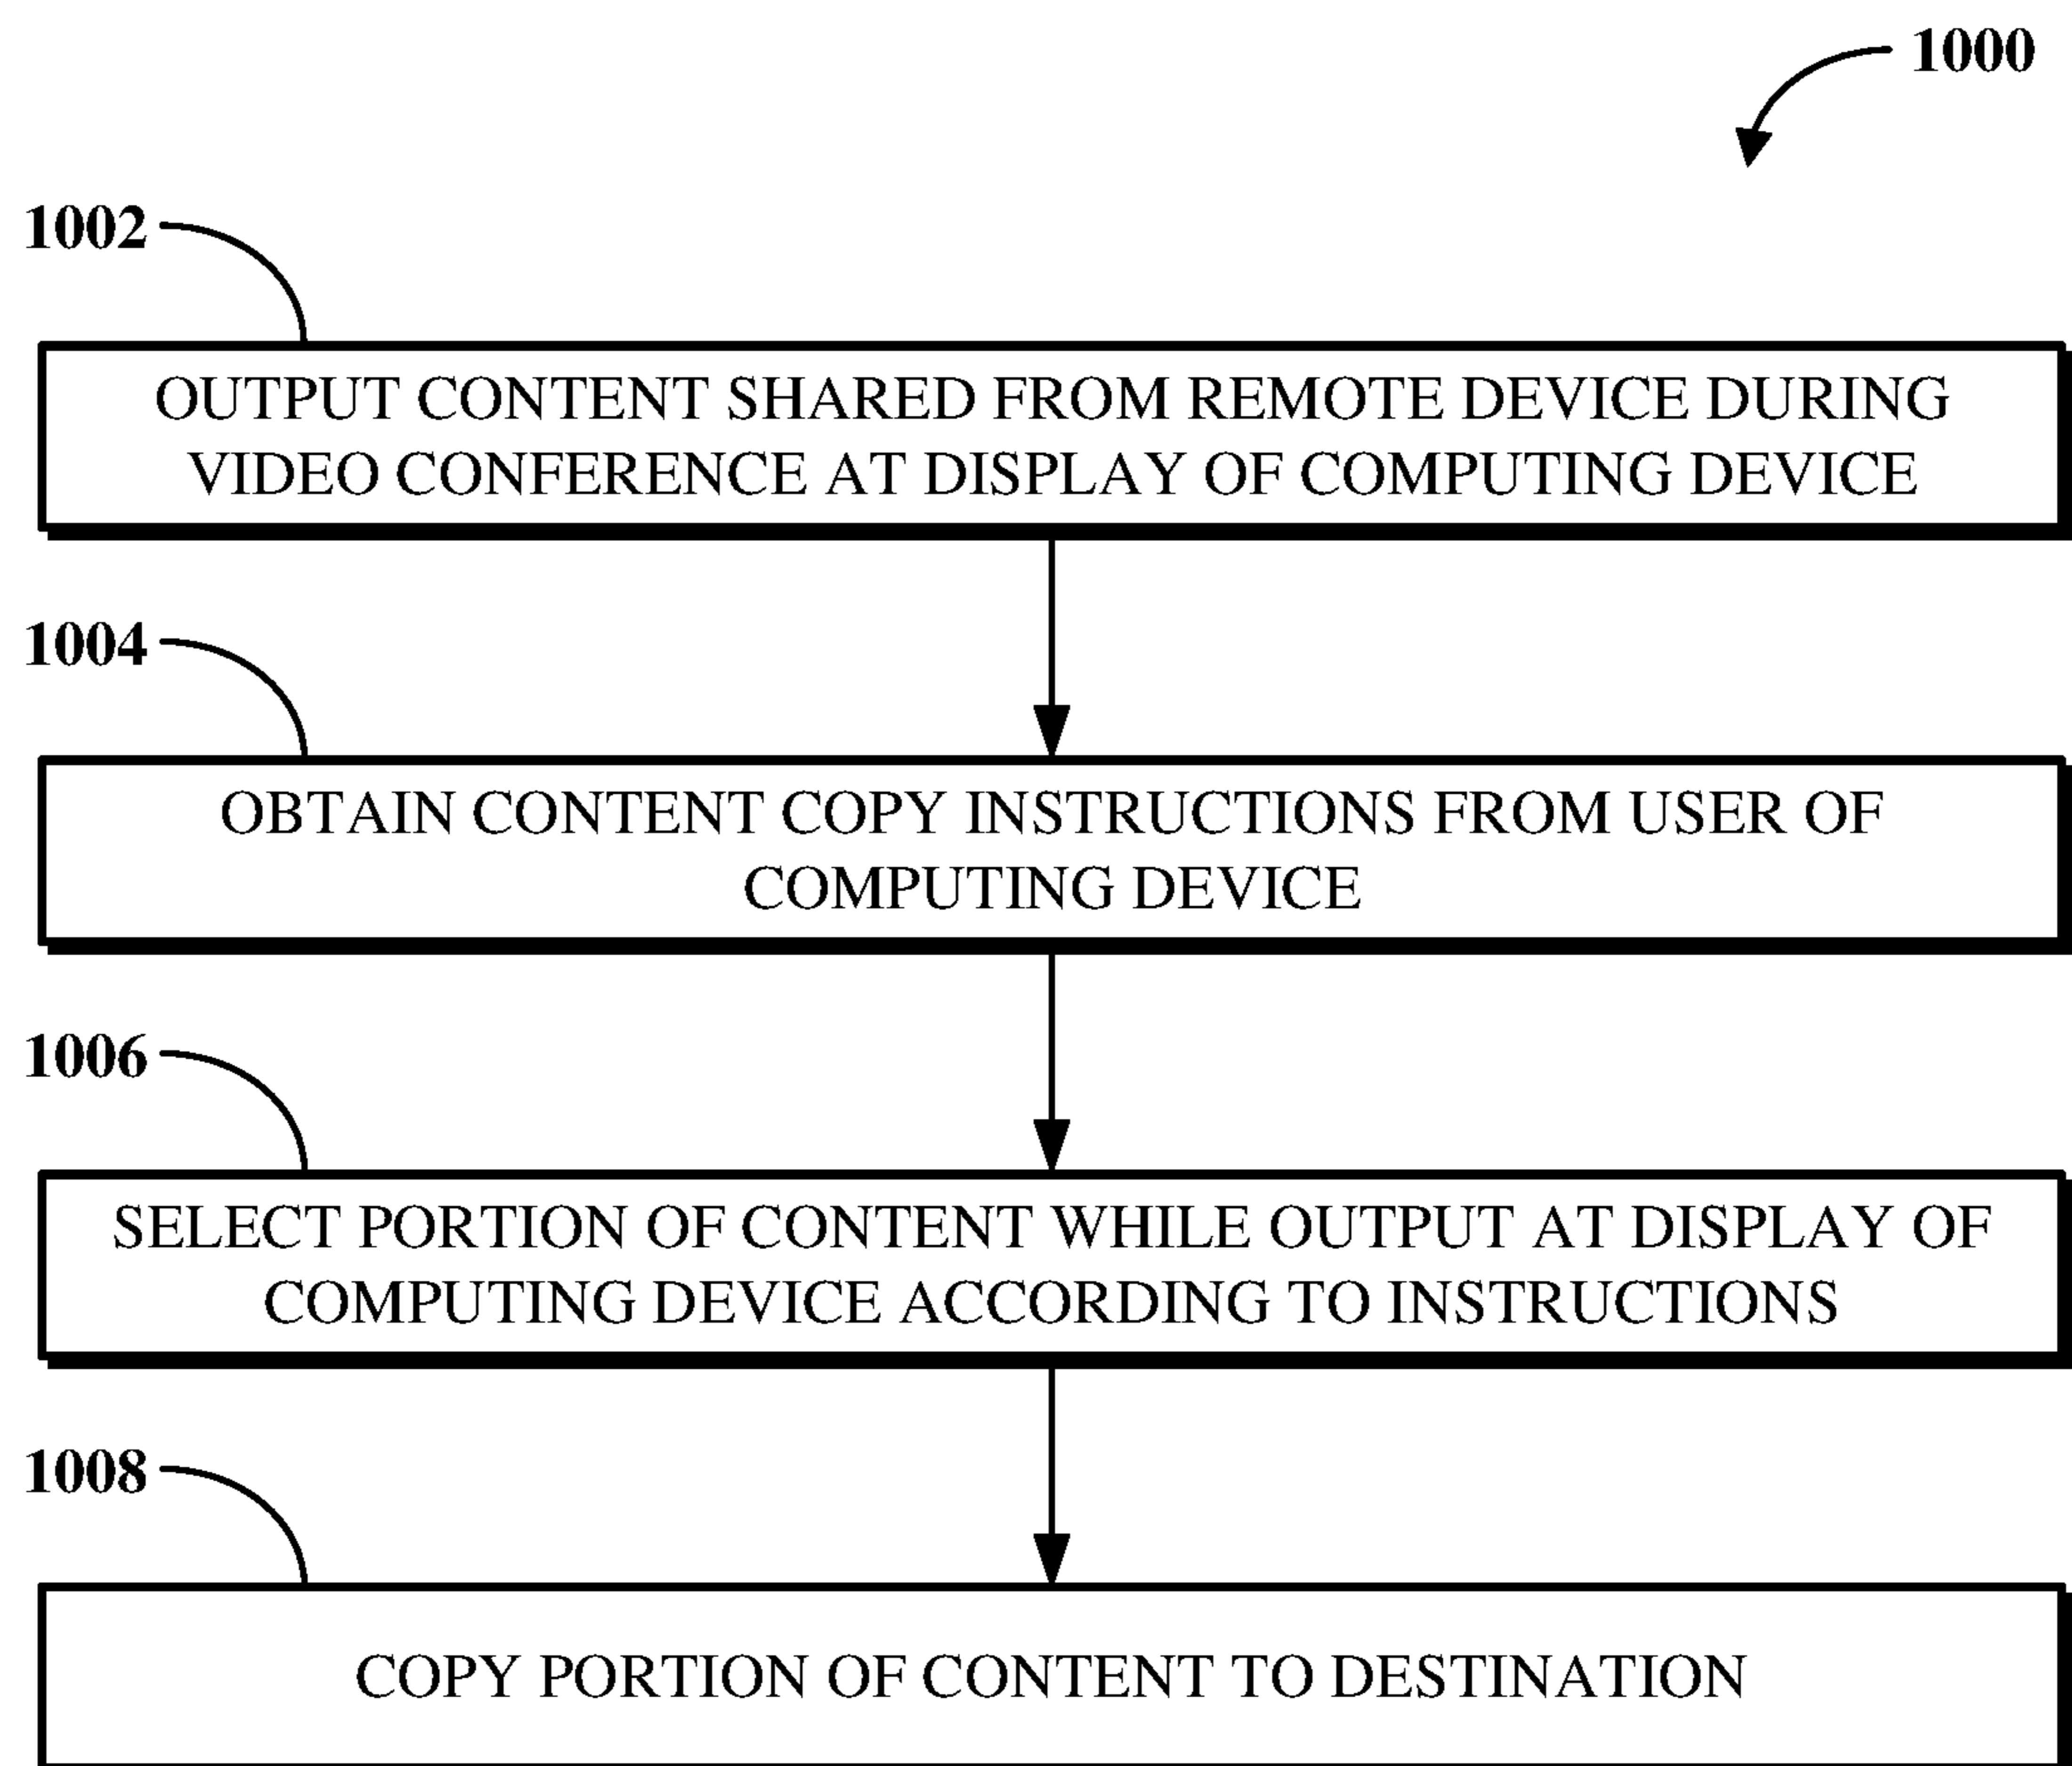 1000
1002
OUTPUT CONTENT SHARED FROM REMOTE DEVICE DURING
VIDEO CONFERENCE AT DISPLAY OF COMPUTING DEVICE
1004
OBTAIN CONTENT COPY INSTRUCTIONS FROM USER OF
COMPUTING DEVICE
1006
SELECT PORTION OF CONTENT WHILE OUTPUT AT DISPLAY OF
COMPUTING DEVICE ACCORDING TO INSTRUCTIONS
1008
COPY PORTION OF CONTENT TO DESTINATION